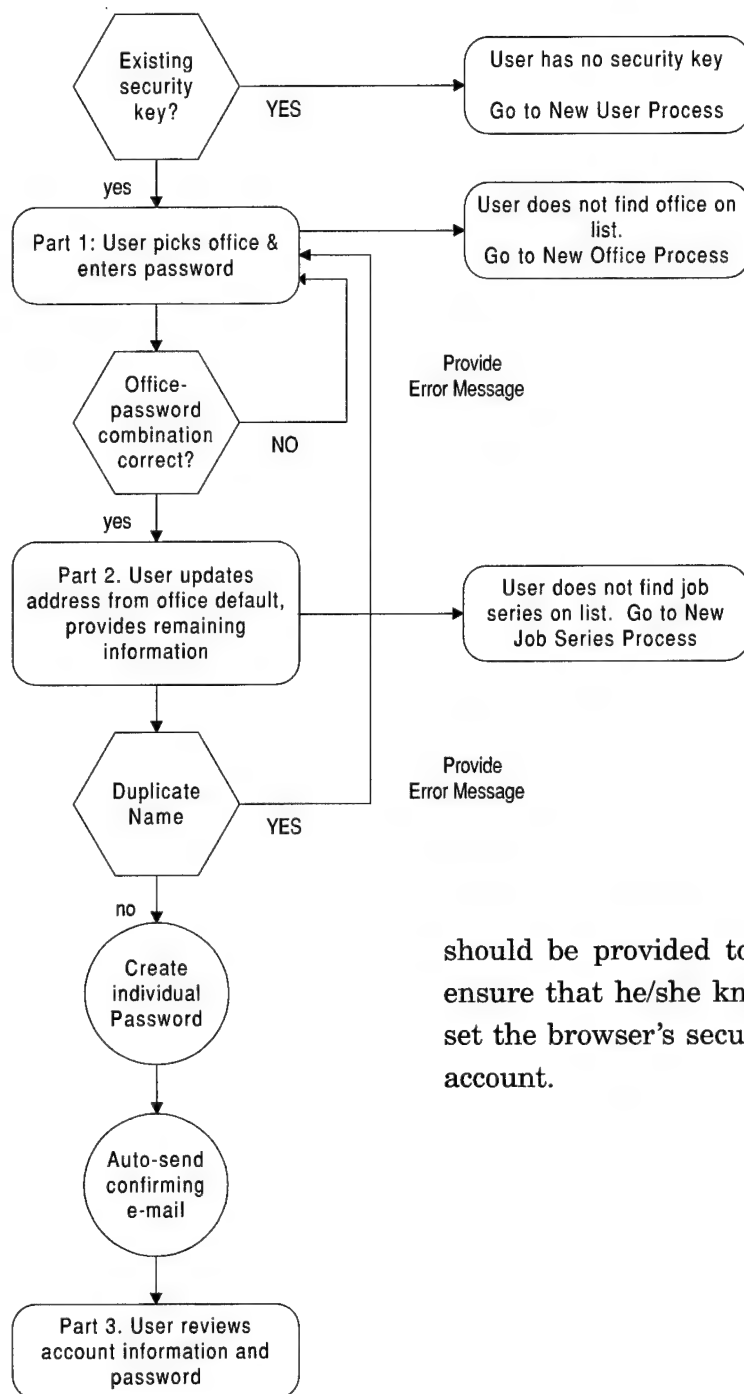 Existing
security
key?
YES
User has no security key
Go to New User Process
yes
Part 1: User picks office &
enters password
User does not find office on
list.
Go to New Office Process
Provide
Error Message
Office-
password
combination
correct?
NO
yes
Part 2. User updates
address from office default,
provides remaining
information
User does not find job
series on list. Go to New
Job Series Process
Duplicate
Name
YES
Provide
Error Message
no
Create
individual
Password
should be provided to
ensure that he/she kn
set the browser's secu
account.
Auto-send
confirming
e-mail
Part 3. User reviews
account information and
password